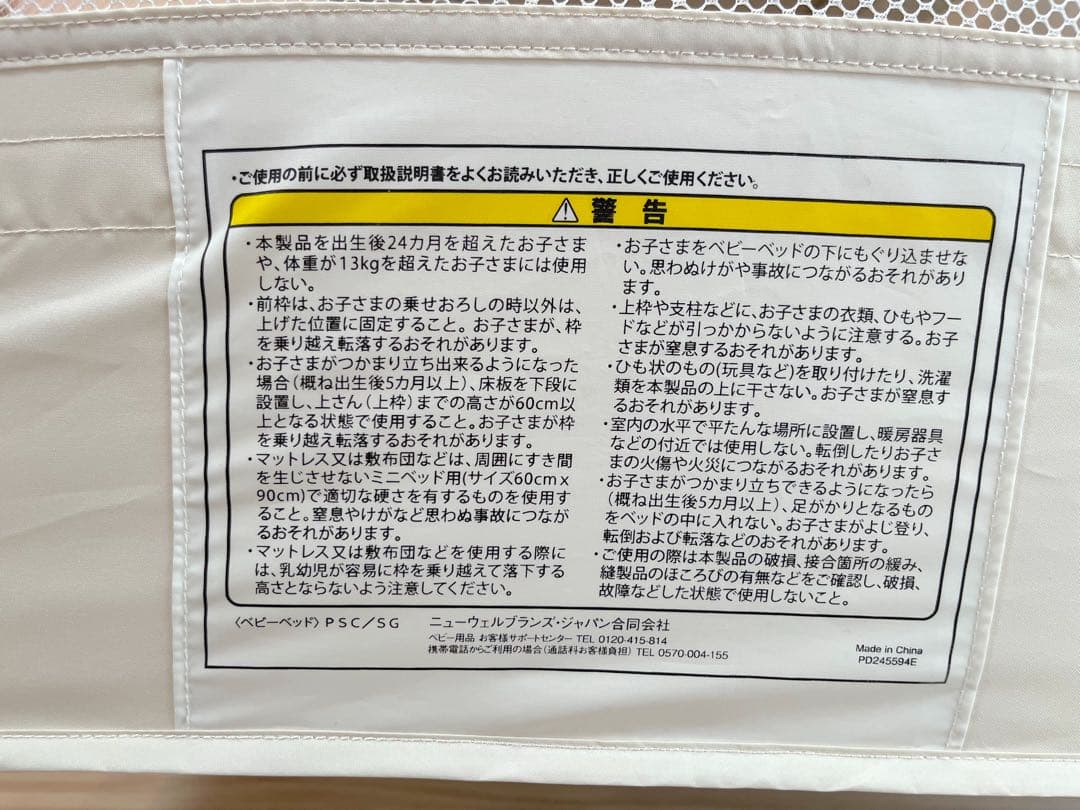 ・ご使用の前に必ず取扱説明書をよくお読みいただき、正しくご使用ください。
⚠ 警 告
・本製品を出生後24カ月を超えたお子さま
や、体重が13kgを超えたお子さまには使用
しない。
・前枠は、お子さまの乗せおろしの時以外は、
上げた位置に固定すること。お子さまが、枠
を乗り越え転落するおそれがあります。
・お子さまがつかまり立ち出来るようになった
場合(概ね出生後5カ月以上)、床板を下段に
設置し、上さん(上枠)までの高さが60cm以
上となる状態で使用すること。お子さまが枠
を乗り越え転落するおそれがあります。
・マットレス又は敷布団などは、周囲にすき間
を生じさせないミニベッド用(サイズ60cm x
90cm)で適切な硬さを有するものを使用す
ること。窒息やけがなど思わぬ事故につなが
るおそれがあります。
・マットレス又は敷布団などを使用する際に
は、乳幼児が容易に枠を乗り越えて落下する
高さとならないよう注意してください。
・お子さまをベビーベッドの下にもぐり込ませな
い。思わぬけがや事故につながるおそれがあり
ます。
・上枠や支柱などに、お子さまの衣類、ひもやフー
ドなどが引っかからないように注意する。お子
さまが窒息するおそれがあります。
・ひも状のもの(玩具など)を取り付けたり、洗濯
類を本製品の上に干さない。お子さまが窒息す
るおそれがあります。
・室内の水平で平たんな場所に設置し、暖房器具
などの付近では使用しない。転倒したりお子さ
まの火傷や火災につながるおそれがあります。
・お子さまがつかまり立ちできるようになったら
(概ね出生後5カ月以上)、足がかりとなるもの
をベッドの中に入れない。お子さまがよじ登り、
転倒および転落などのおそれがあります。
・ご使用の際は本製品の破損、接合箇所の緩み、
縫製品のほころびの有無などをご確認し、破損、
故障などした状態で使用しないこと。
〈ベビーベッド〉PSC/SG
ニューウェルブランズ・ジャパン合同会社
ベビー用品 お客様サポートセンター TEL 0120-415-814
携帯電話からご利用の場合(通話料お客様負担) TEL 0570-004-155
Made in China
PD245594E